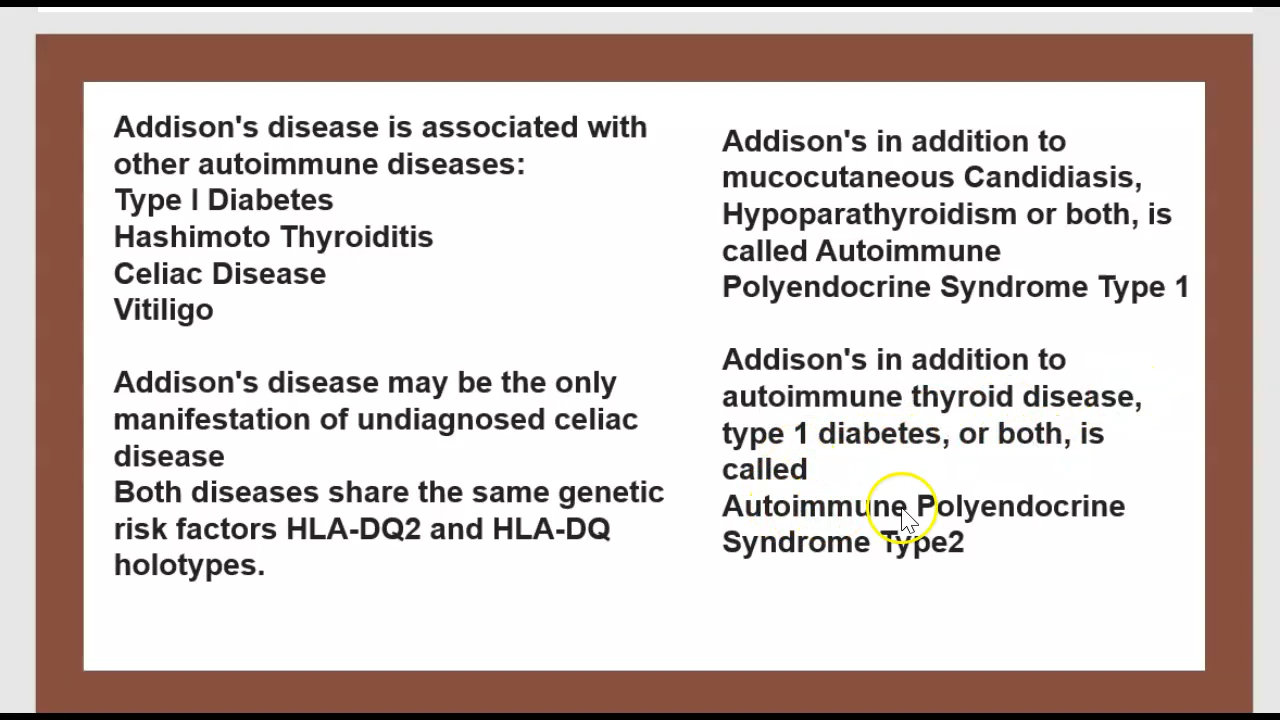 Addison's disease is associated with
other autoimmune diseases:
Type I Diabetes
Hashimoto Thyroiditis
Celiac Disease
Vitiligo
Addison's disease may be the only
manifestation of undiagnosed celiac
disease
Both diseases share the same genetic
risk factors HLA-DQ2 and HLA-DQ
holotypes.
Addison's in addition to
mucocutaneous Candidiasis,
Hypoparathyroidism or both, is
called Autoimmune
Polyendocrine Syndrome Type 1
Addison's in addition to
autoimmune thyroid disease,
type 1 diabetes, or both, is
called
Autoimmune Polyendocrine
Syndrome Type2